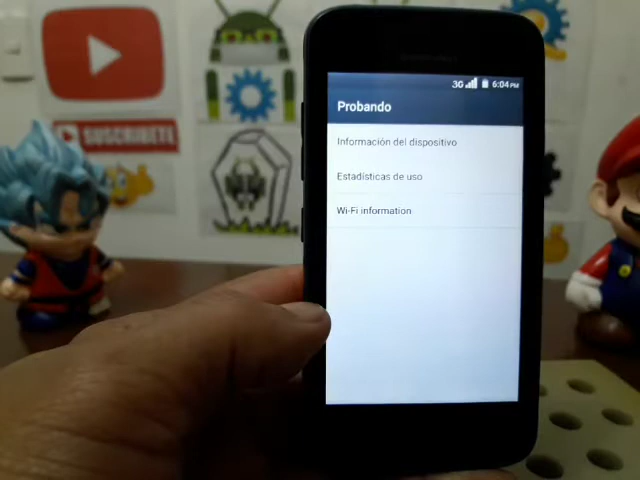 3G 6:04 PM
Probando
Información del dispositivo
Estadísticas de uso
Wi-Fi information
SUSCRIBETE